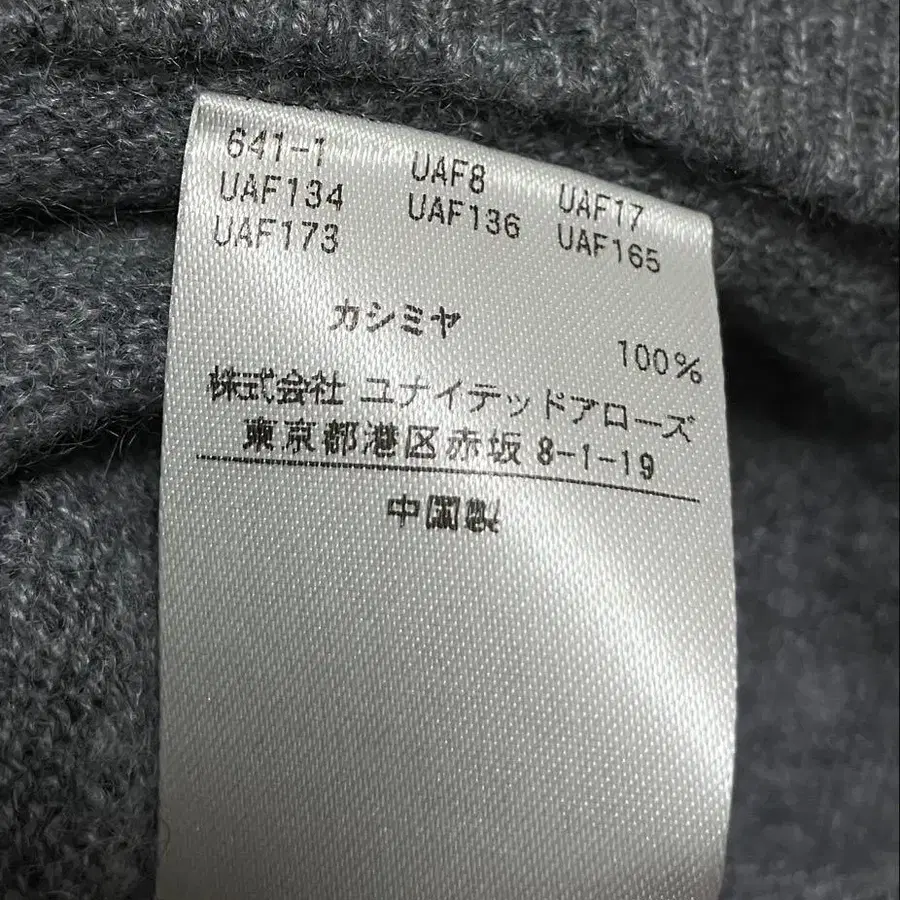 641-1 UAF8 UAF17
UAF134 UAF136 UAF165
UAF173
カシミヤ 100%
株式会社 ユナイテッドアローズ
東京都港区赤坂 8-1-19
中国製